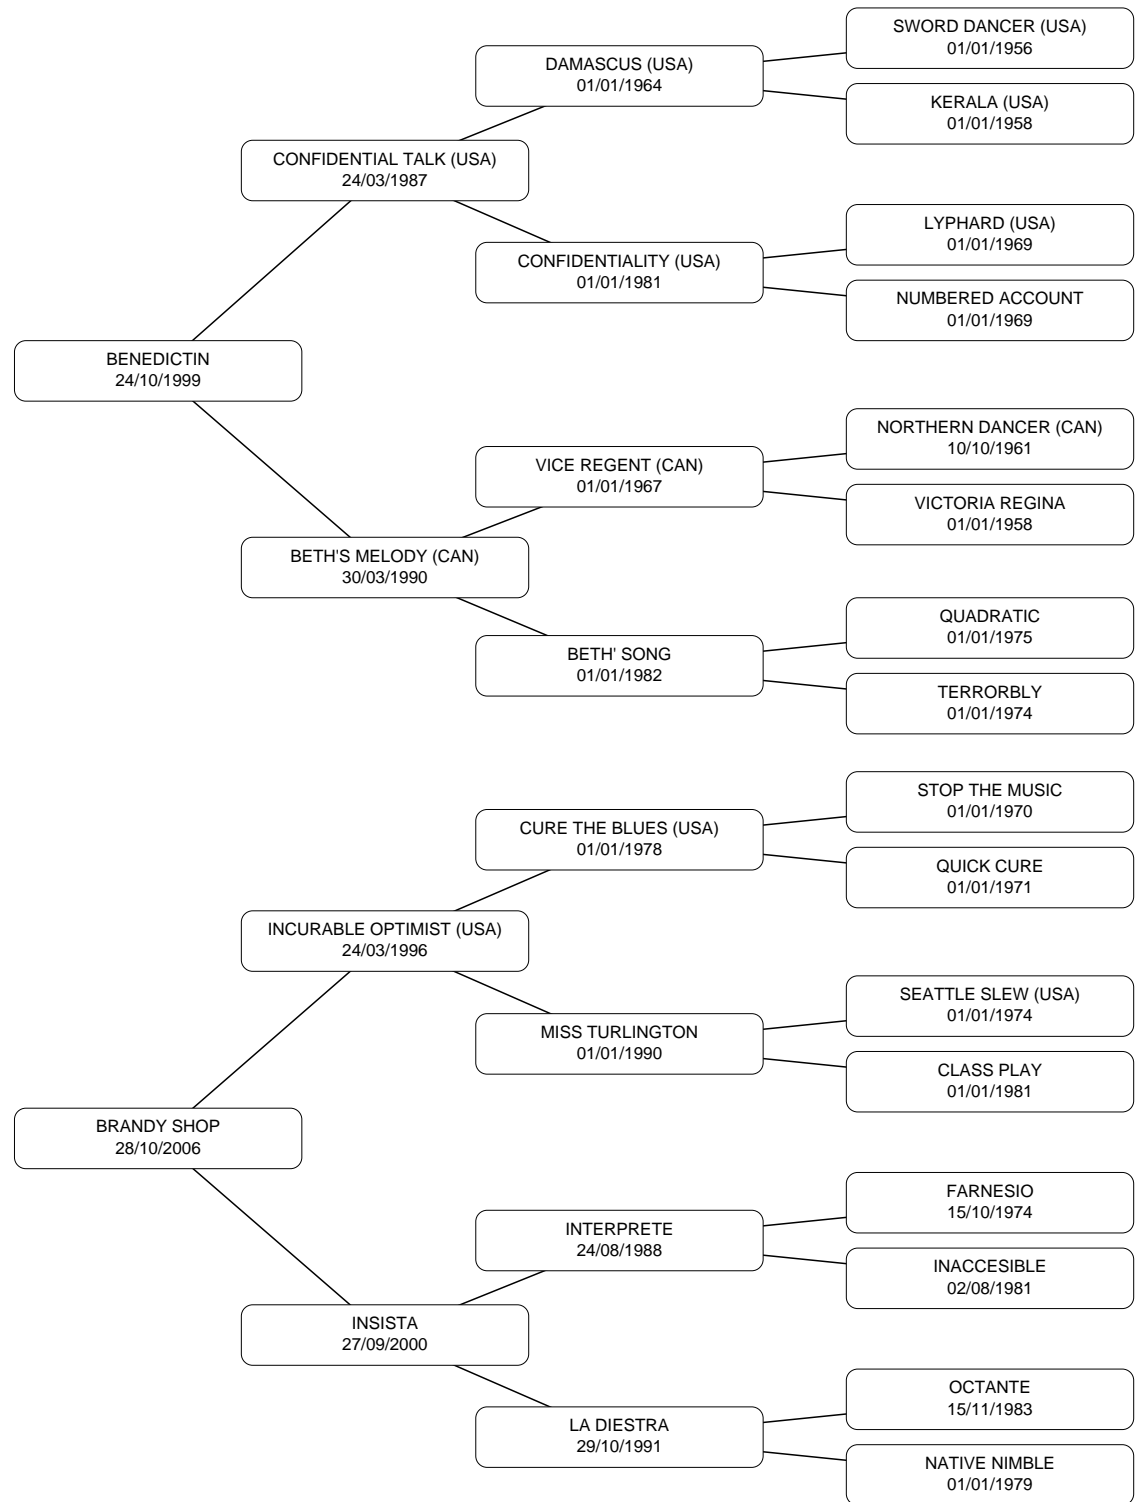 SWORD DANCER (USA)
01/01/1956
DAMASCUS (USA)
01/01/1964
KERALA (USA)
01/01/1958
CONFIDENTIAL TALK (USA)
24/03/1987
LYPHARD (USA)
01/01/1969
CONFIDENTIALITY (USA)
01/01/1981
NUMBERED ACCOUNT
01/01/1969
BENEDICTIN
24/10/1999
NORTHERN DANCER (CAN)
10/10/1961
VICE REGENT (CAN)
01/01/1967
VICTORIA REGINA
01/01/1958
BETH'S MELODY (CAN)
30/03/1990
QUADRATIC
01/01/1975
BETH' SONG
01/01/1982
TERRORBLY
01/01/1974
STOP THE MUSIC
01/01/1970
CURE THE BLUES (USA)
01/01/1978
QUICK CURE
01/01/1971
INCURABLE OPTIMIST (USA)
24/03/1996
SEATTLE SLEW (USA)
01/01/1974
MISS TURLINGTON
01/01/1990
CLASS PLAY
01/01/1981
BRANDY SHOP
28/10/2006
FARNESIO
15/10/1974
INTERPRETE
24/08/1988
INACCESIBLE
02/08/1981
INSISTA
27/09/2000
OCTANTE
15/11/1983
LA DIESTRA
29/10/1991
NATIVE NIMBLE
01/01/1979